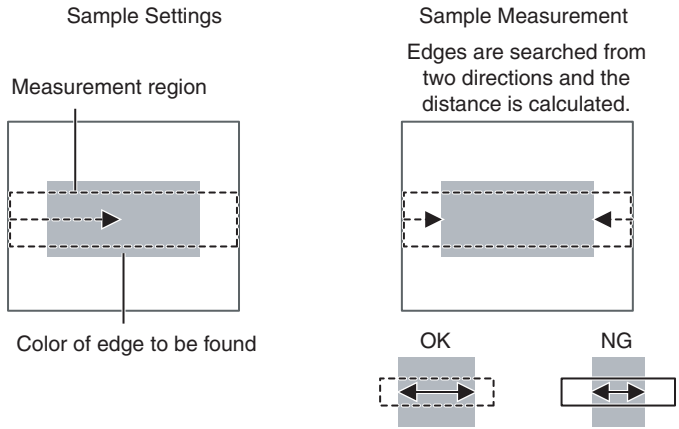 Sample Settings
Measurement region
Color of edge to be found
Sample Measurement
Edges are searched from
two directions and the
distance is calculated.
OK
NG